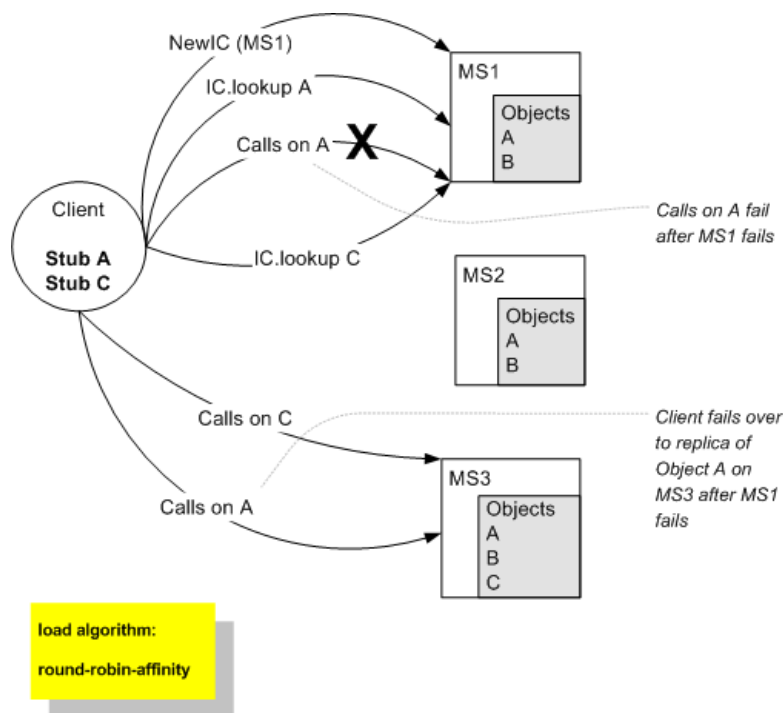 NewIC (MS1)
IC.lookup A
Calls on A
X
IC.lookup C
Client
Stub A
Stub C
MS1
Objects
A
B
Calls on A fail
after MS1 fails
MS2
Objects
A
B
Calls on C
Calls on A
MS3
Objects
A
B
C
Client fails over
to replica of
Object A on
MS3 after MS1
fails
load algorithm:
round-robin-affinity